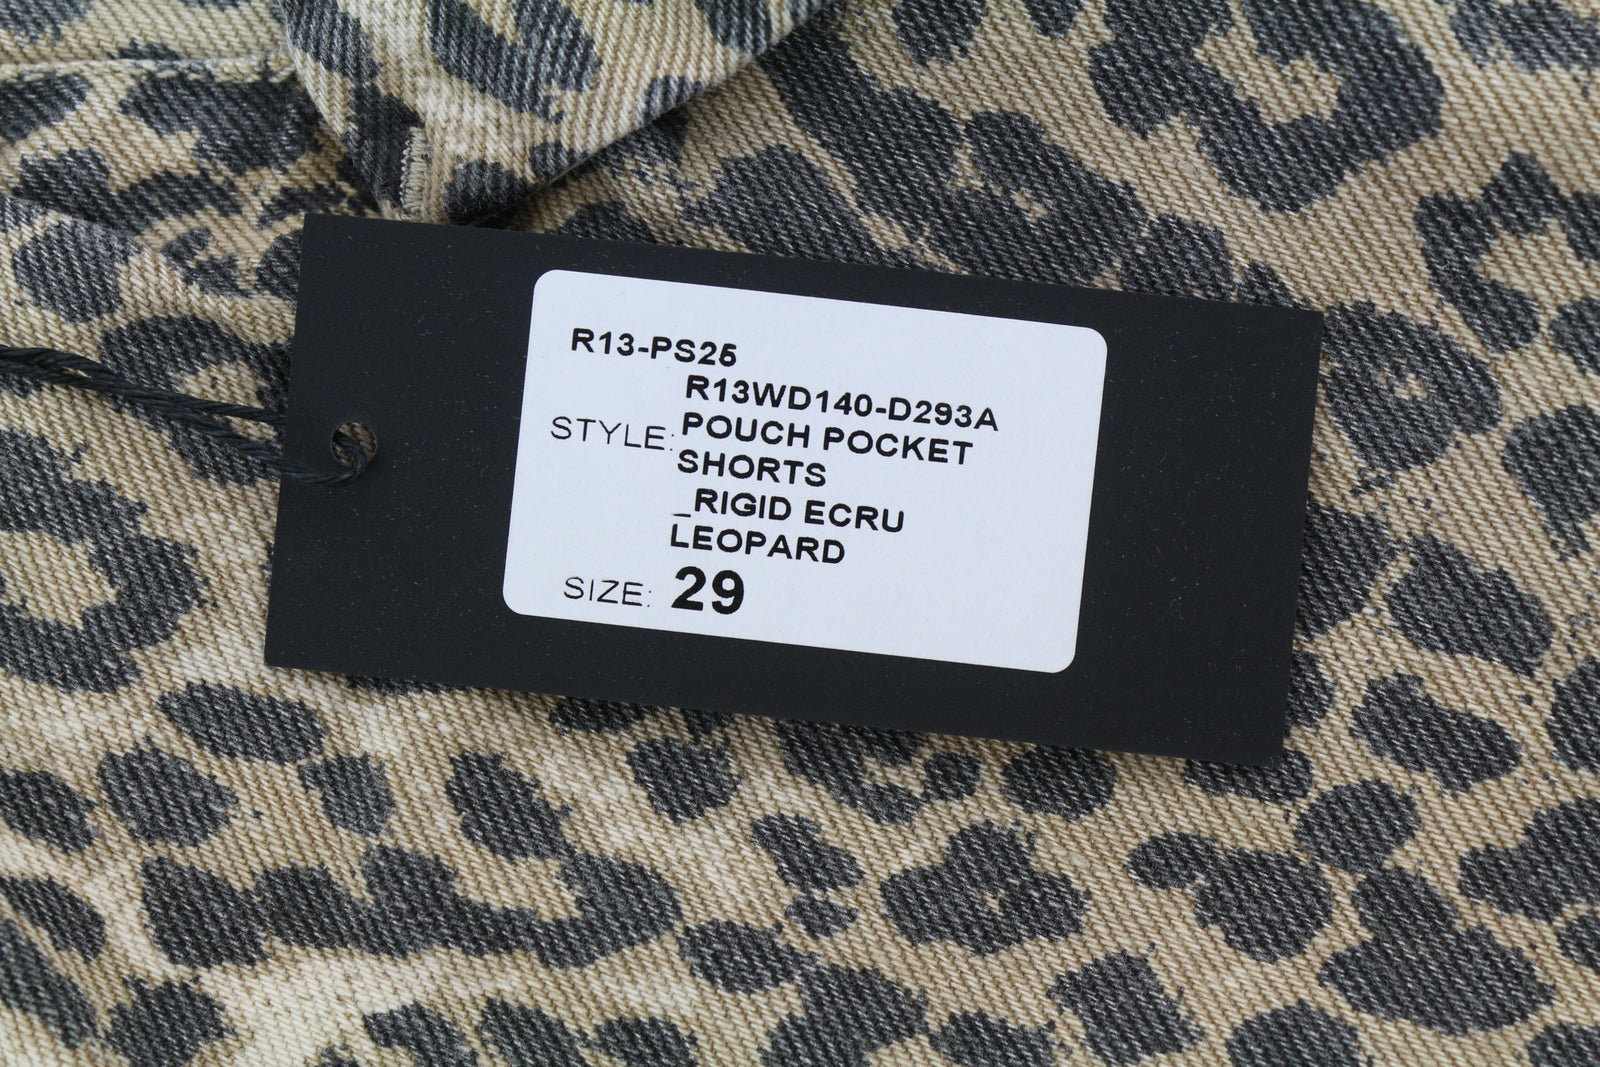 R13-PS25
R13WD140-D293A
STYLE: POUCH POCKET
SHORTS
_RIGID ECRU
LEOPARD
SIZE: 29